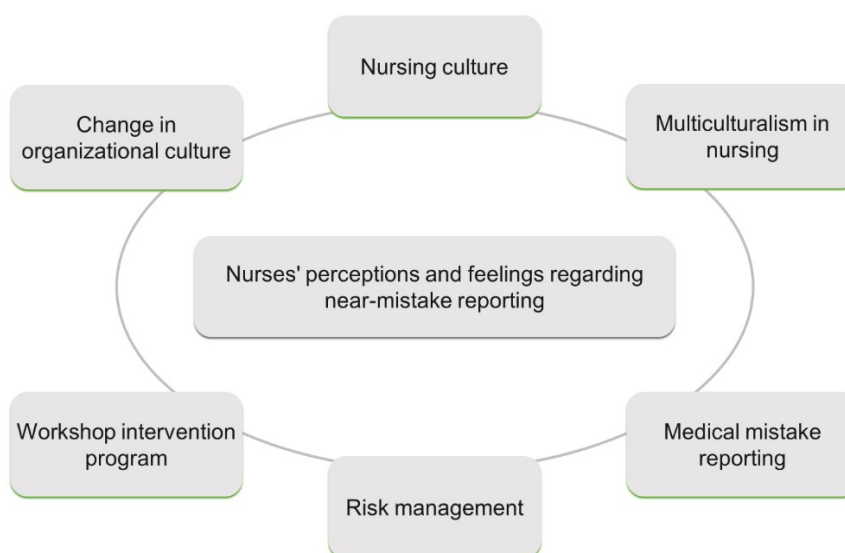 Nursing culture
Change in
organizational culture
Multiculturalism in
nursing
Nurses' perceptions and feelings regarding
near-mistake reporting
Workshop intervention
program
Medical mistake
reporting
Risk management